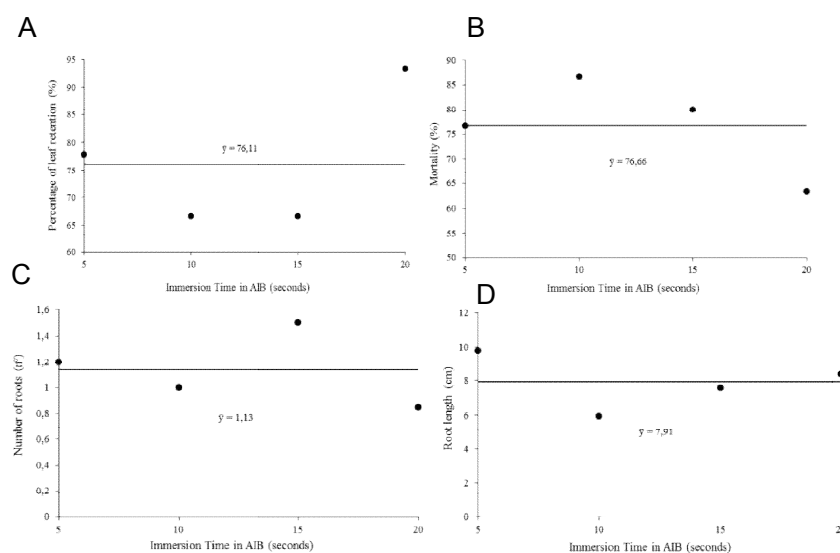 A
Percentage of leaf retention (%)
95
90
85
80
75
70
65
60
ȳ = 76,11
5 10 15 20
Immersion Time in AIB (seconds)
B
Mortality (%)
90
85
80
75
70
65
60
55
50
ȳ = 76,66
5 10 15 20
Immersion Time in AIB (seconds)
C
Number of roots (nº)
1,6
1,4
1,2
1
0,8
0,6
0,4
0,2
0
ȳ = 1,13
5 10 15 20
Immersion Time in AIB (seconds)
D
Root length (cm)
12
10
8
6
4
2
0
ȳ = 7,91
5 10 15 20
Immersion Time in AIB (seconds)